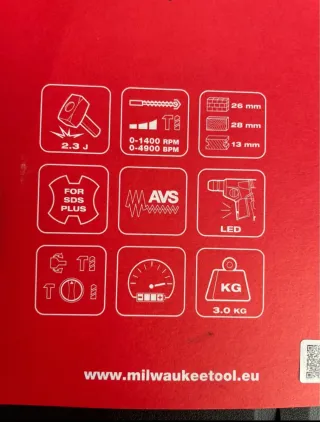 2.3 J
0-1400 RPM
0-4900 BPM
26 mm
28 mm
13 mm
FOR
SDS
PLUS
AVS
LED
KG
3.0 KG
www.milwaukeetool.eu